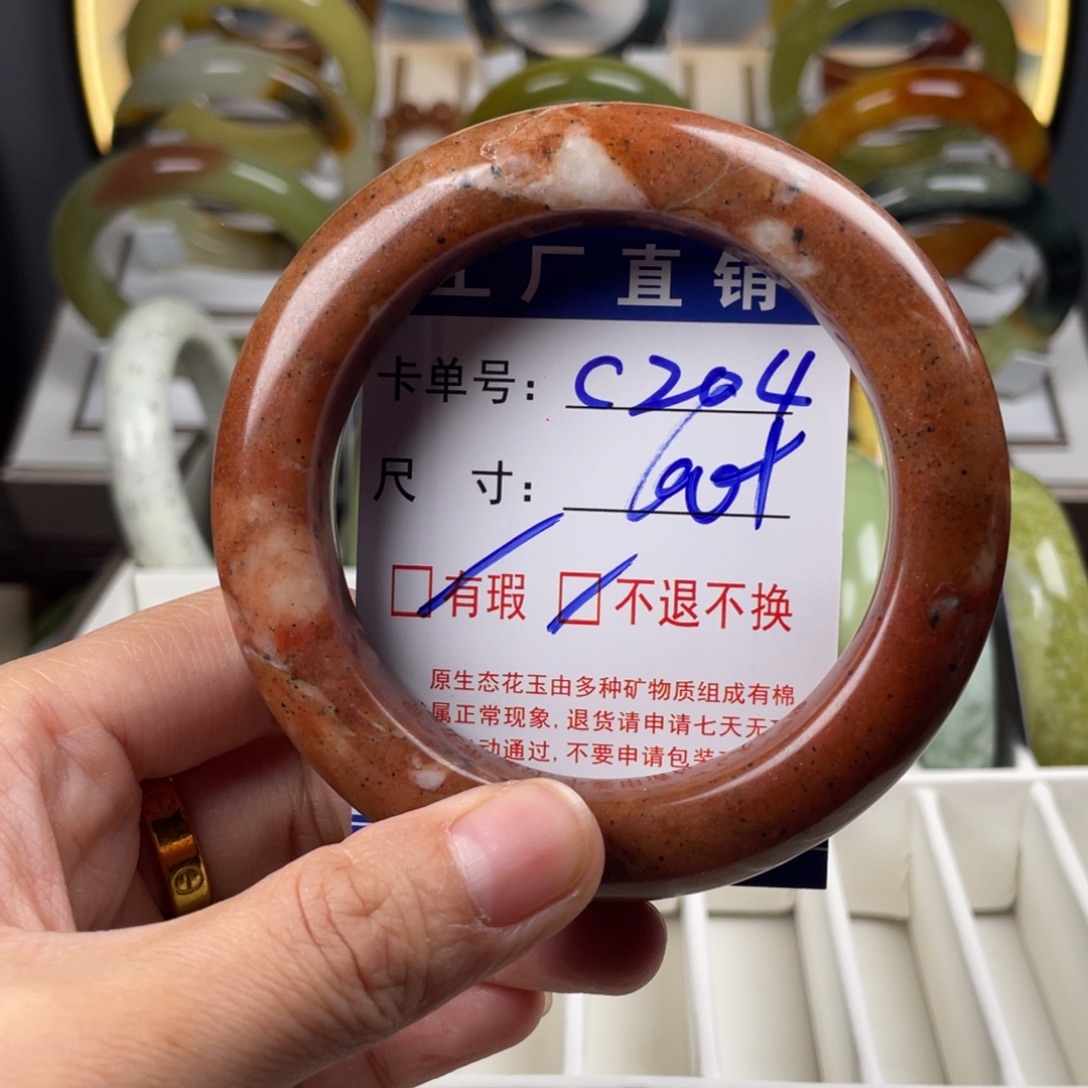 工厂直销
卡单号: C204
尺 寸:
□有瑕 □不退不换
原生态花玉由多种矿物质组成有棉
属正常现象, 退货请申请七天无
动通过, 不要申请包装